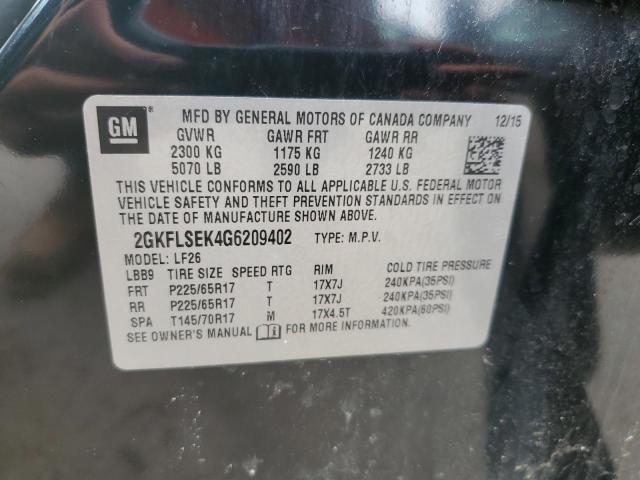 GM
MFD BY GENERAL MOTORS OF CANADA COMPANY 12/15
GVWR GAWR FRT GAWR RR
2300 KG 1175 KG 1240 KG
5070 LB 2590 LB 2733 LB
THIS VEHICLE CONFORMS TO ALL APPLICABLE U.S. FEDERAL MOTOR
VEHICLE SAFETY AND THEFT PREVENTION STANDARDS IN EFFECT ON
THE DATE OF MANUFACTURE SHOWN ABOVE.
2GKFLSEK4G6209402 TYPE: M.P.V.
MODEL: LF26
LBB9 TIRE SIZE SPEED RTG RIM COLD TIRE PRESSURE
FRT P225/65R17 T 17X7J 240KPA(35PSI)
RR P225/65R17 T 17X7J 240KPA(35PSI)
SPA T145/70R17 M 17X4.5T 420KPA(60PSI)
SEE OWNER'S MANUAL FOR MORE INFORMATION